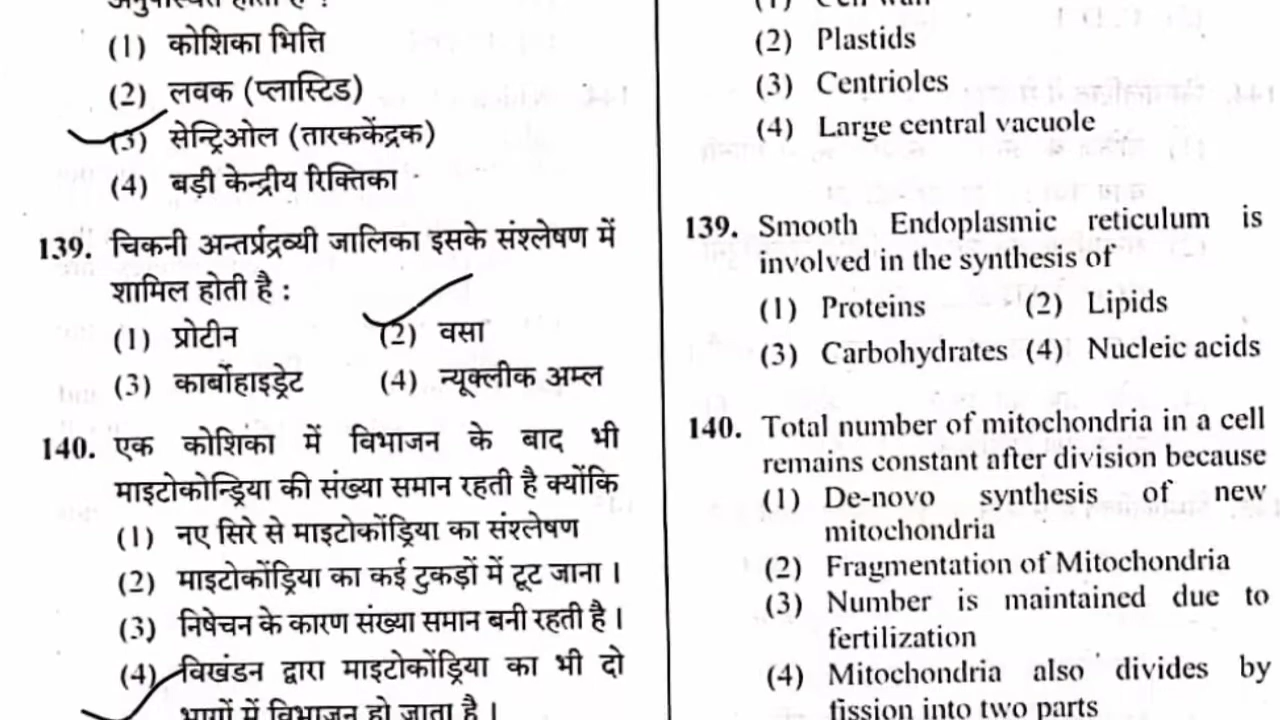 (1) कोशिका भित्ति
(2) लवक (प्लास्टिड)
(3) सेन्ट्रिओल (तारककेंद्रक)
(4) बड़ी केन्द्रीय रिक्तिका
139. चिकनी अन्तर्प्रद्रव्यी जालिका इसके संश्लेषण में
शामिल होती है :
(1) प्रोटीन (2) वसा
(3) कार्बोहाइड्रेट (4) न्यूक्लीक अम्ल
140. एक कोशिका में विभाजन के बाद भी
माइटोकोन्ड्रिया की संख्या समान रहती है क्योंकि
(1) नए सिरे से माइटोकोंड्रिया का संश्लेषण
(2) माइटोकोंड्रिया का कई टुकड़ों में टूट जाना ।
(3) निषेचन के कारण संख्या समान बनी रहती है ।
(4) विखंडन द्वारा माइटोकोंड्रिया का भी दो
भागों में विभाजन हो जाता है ।
(1) Cell wall
(2) Plastids
(3) Centrioles
(4) Large central vacuole
139. Smooth Endoplasmic reticulum is
involved in the synthesis of
(1) Proteins (2) Lipids
(3) Carbohydrates (4) Nucleic acids
140. Total number of mitochondria in a cell
remains constant after division because
(1) De-novo synthesis of new
mitochondria
(2) Fragmentation of Mitochondria
(3) Number is maintained due to
fertilization
(4) Mitochondria also divides by
fission into two parts